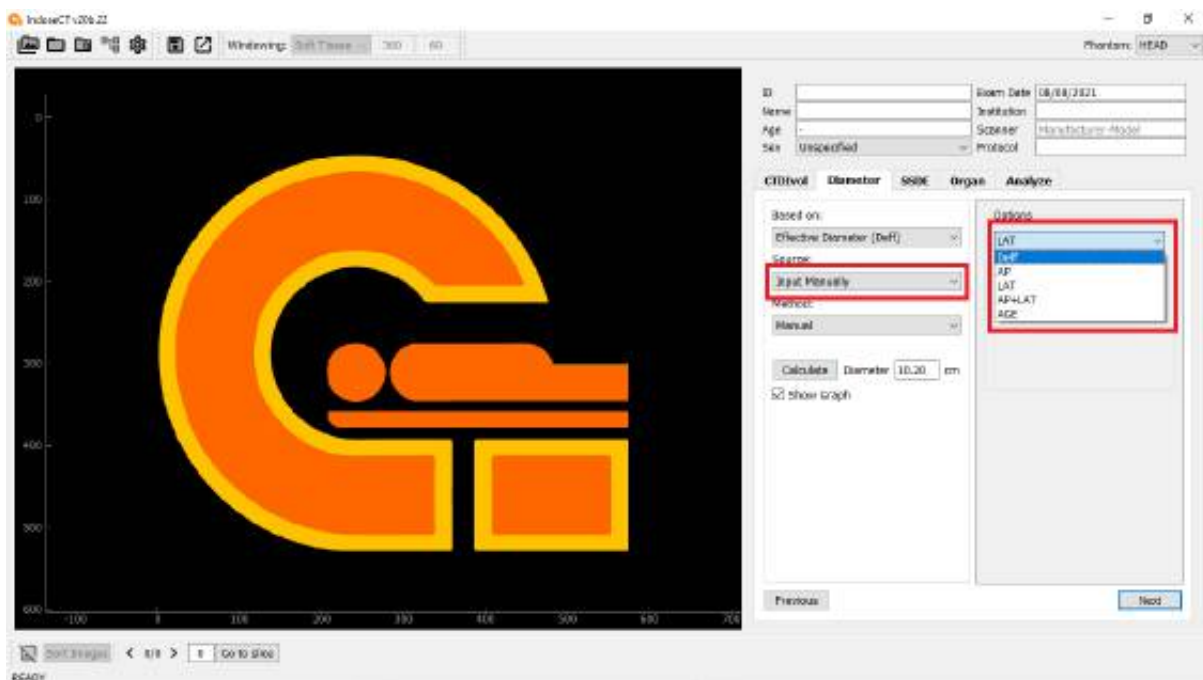 IndoseCT v20b.22
Windowing: Soft Tissue 360 60
Phantom: HEAD
ID
Exam Date 08/08/2021
Name
Institution
Age -
Scanner Manufacturer-Model
Sex Unspecified
Protocol
CTDIvol Diameter SSDE Organ Analyze
Based on:
Options
Effective Diameter (Deff)
LAT
Source:
Deff
Input Manually
AP
Method:
LAT
Manual
AP+LAT
AGE
Calculate Diameter 10.20 cm
Show Graph
0
100
200
300
400
500
600
-100 0 100 200 300 400 500 600 700
Previous
Next
Sort Images < 0/0 > 0 Go to slice
READY